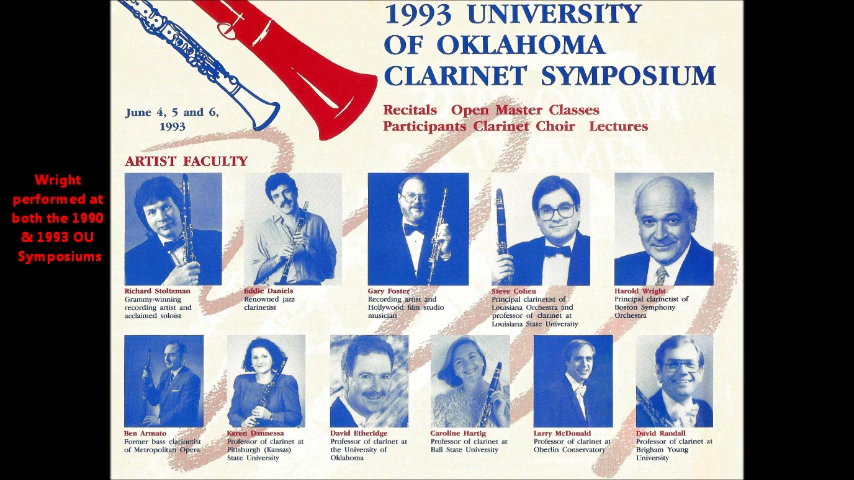 1993 UNIVERSITY
OF OKLAHOMA
CLARINET SYMPOSIUM
June 4, 5 and 6,
1993
Recitals Open Master Classes
Participants Clarinet Choir Lectures
ARTIST FACULTY
Wright
performed at
both the 1990
& 1993 OU
Symposiums
Richard Stoltzman
Grammy-winning
recording artist and
acclaimed soloist
Eddie Daniels
Renowned jazz
clarinetist
Gary Foster
Recording artist and
Hollywood film studio
musician
Steve Cohen
Principal clarinetist of
Louisiana Orchestra and
professor of clarinet at
Louisiana State University
Harold Wright
Principal clarinetist of
Boston Symphony
Orchestra
Ben Armato
Former bass clarinetist
of Metropolitan Opera
Karen Dannessa
Professor of clarinet at
Pittsburgh (Kansas)
State University
David Etheridge
Professor of clarinet at
the University of
Oklahoma
Caroline Hartig
Professor of clarinet at
Ball State University
Larry McDonald
Professor of clarinet at
Oberlin Conservatory
David Randall
Professor of clarinet at
Brigham Young
University